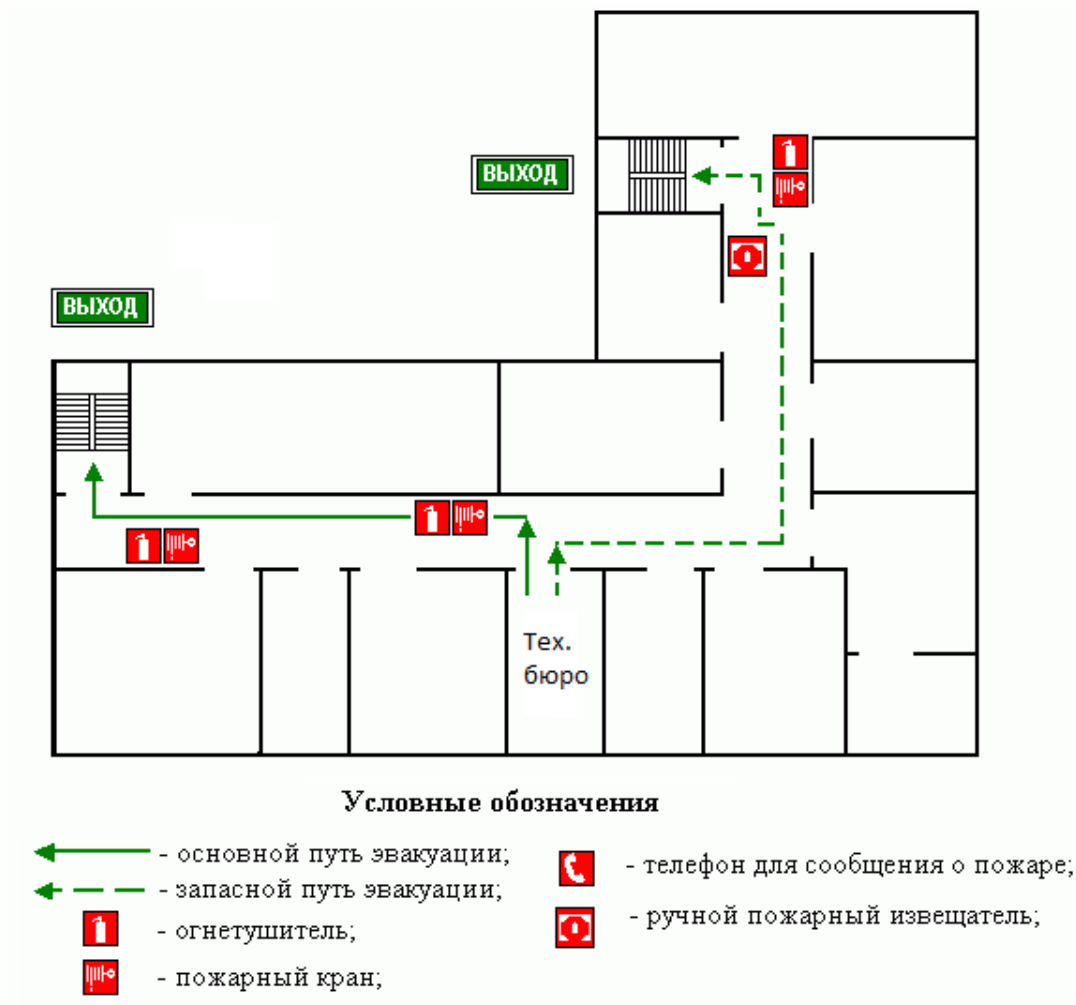 ВЫХОД
ВЫХОД
Тех.
бюро
Условные обозначения
- основной путь эвакуации;
- запасной путь эвакуации;
- огнетушитель;
- пожарный кран;
- телефон для сообщения о пожаре;
- ручной пожарный извещатель;